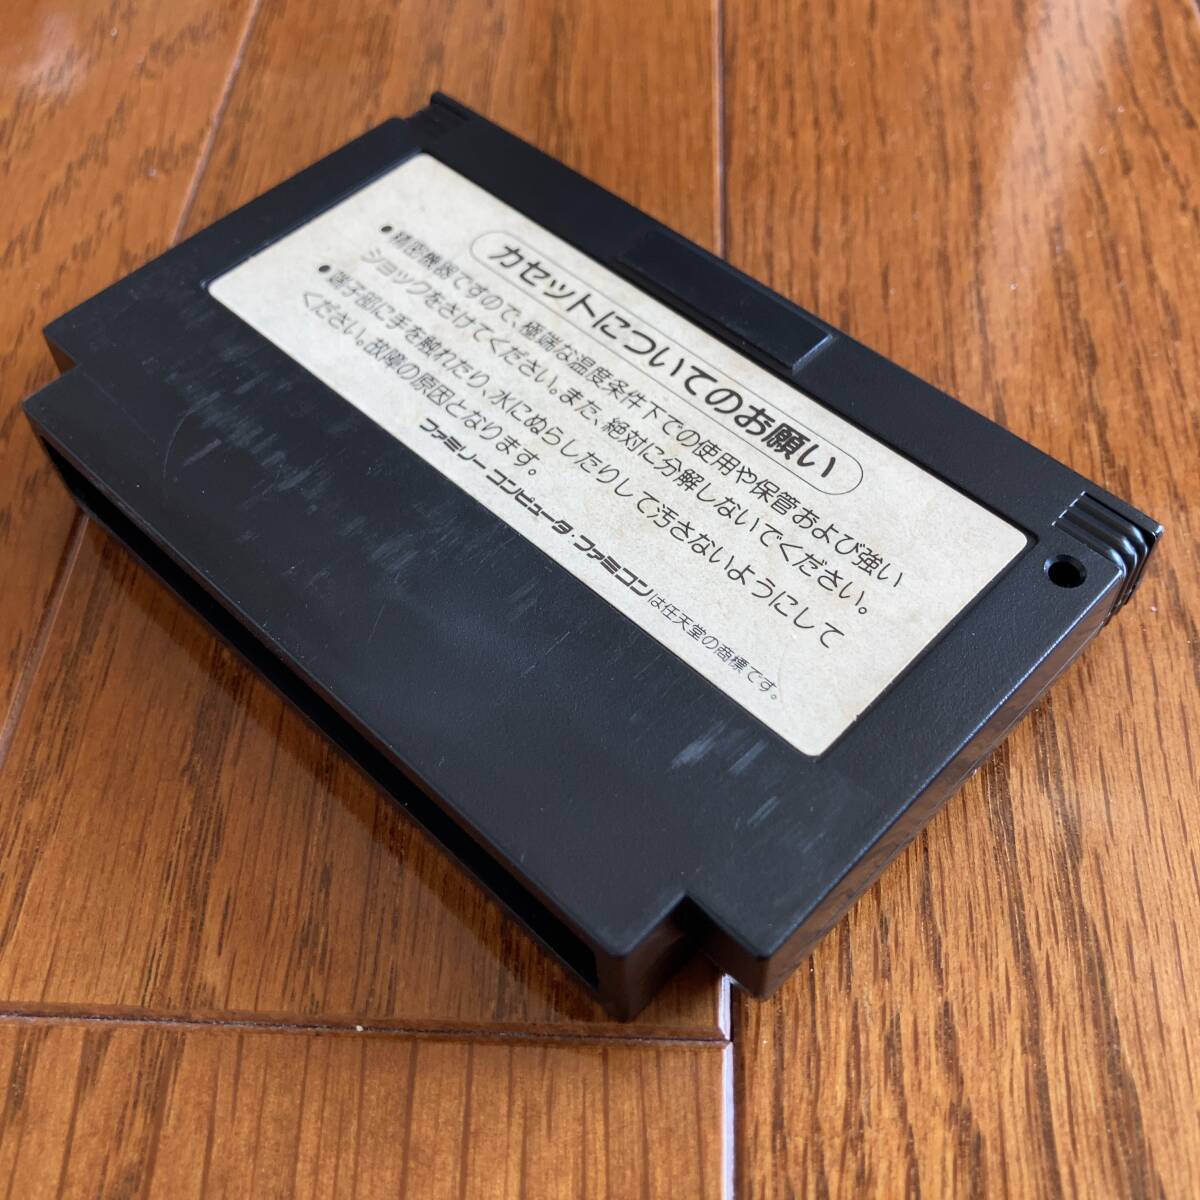 カセットについてのお願い
●精密機器ですので、極端な温度条件下での使用や保管および強い
ショックをさけてください。また、絶対に分解しないでください。
●端子部に手を触れたり、水にぬらしたりして汚さないようにして
ください。故障の原因となります。
ファミリーコンピュータ・ファミコンは任天堂の商標です。